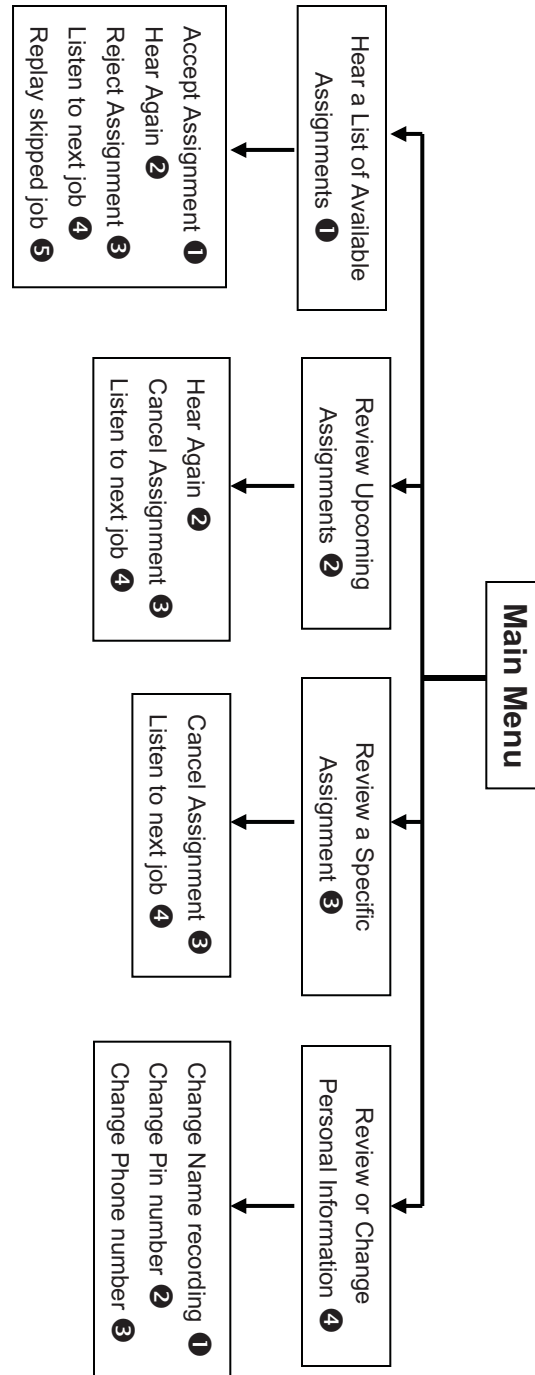 Main Menu
Hear a List of Available
Assignments ❶
Accept Assignment ❶
Hear Again ❷
Reject Assignment ❸
Listen to next job ❹
Replay skipped job ❺
Review Upcoming
Assignments ❷
Hear Again ❷
Cancel Assignment ❸
Listen to next job ❹
Review a Specific
Assignment ❸
Cancel Assignment ❸
Listen to next job ❹
Review or Change
Personal Information ❹
Change Name recording ❶
Change Pin number ❷
Change Phone number ❸